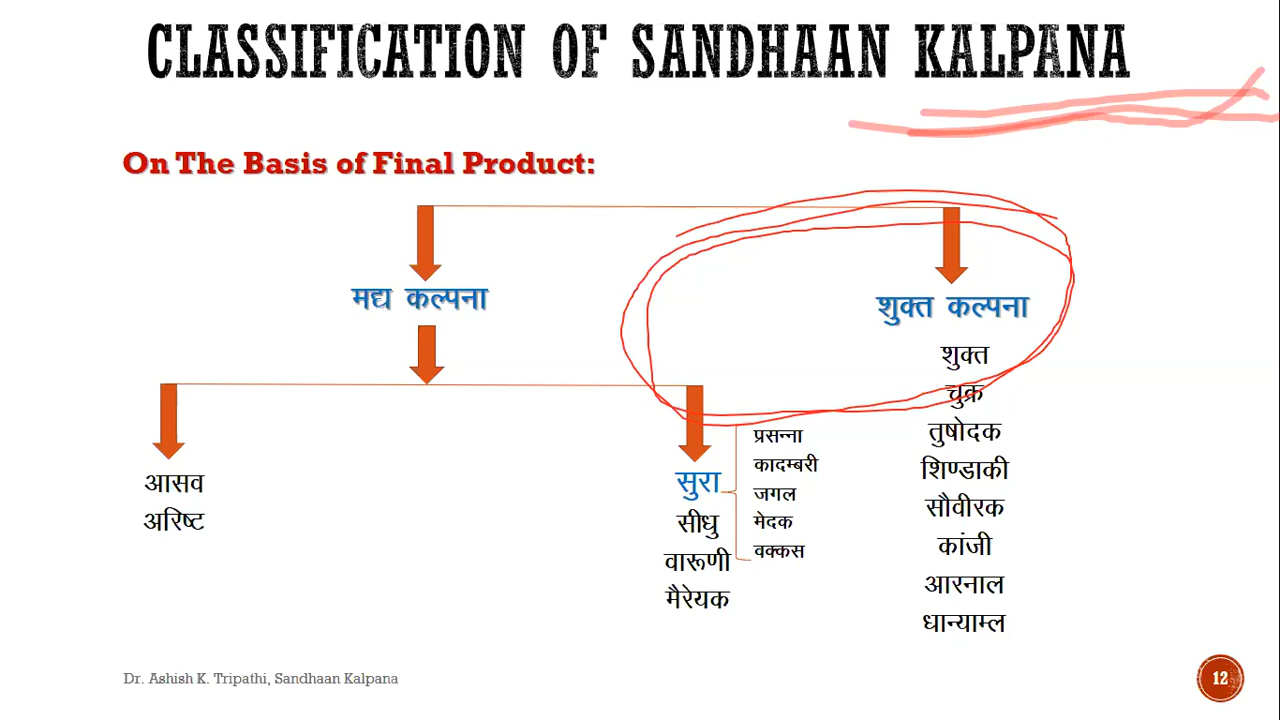 CLASSIFICATION OF SANDHAAN KALPANA
On The Basis of Final Product:
मद्य कल्पना
शुक्त कल्पना
आसव
अरिष्ट
सुरा
सीधु
वारूणी
मैरेयक
प्रसन्ना
कादम्बरी
जगल
मेदक
वक्कस
शुक्त
चुक्र
तुषोदक
शिण्डाकी
सौवीरक
कांजी
आरनाल
धान्याम्ल
Dr. Ashish K. Tripathi, Sandhaan Kalpana
12